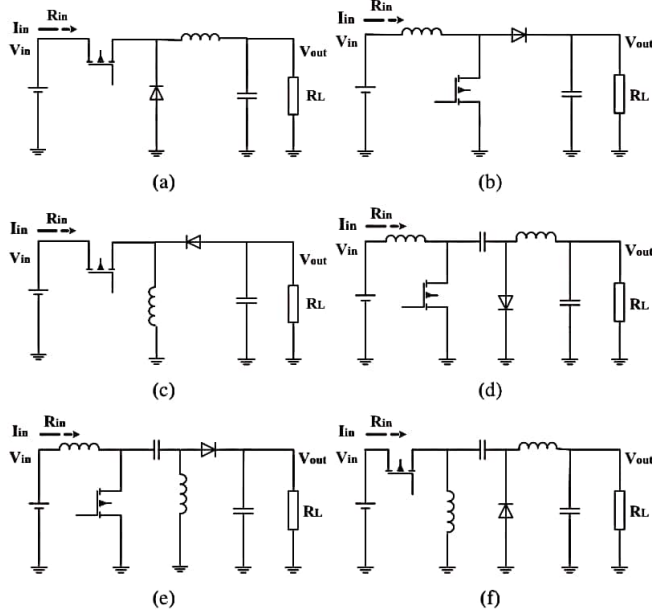 Iin Rin
Vin Vout
RL
(a)
Iin Rin
Vin Vout
RL
(b)
Iin Rin
Vin Vout
RL
(c)
Iin Rin
Vin Vout
RL
(d)
Iin Rin
Vin Vout
RL
(e)
Iin Rin
Vin Vout
RL
(f)